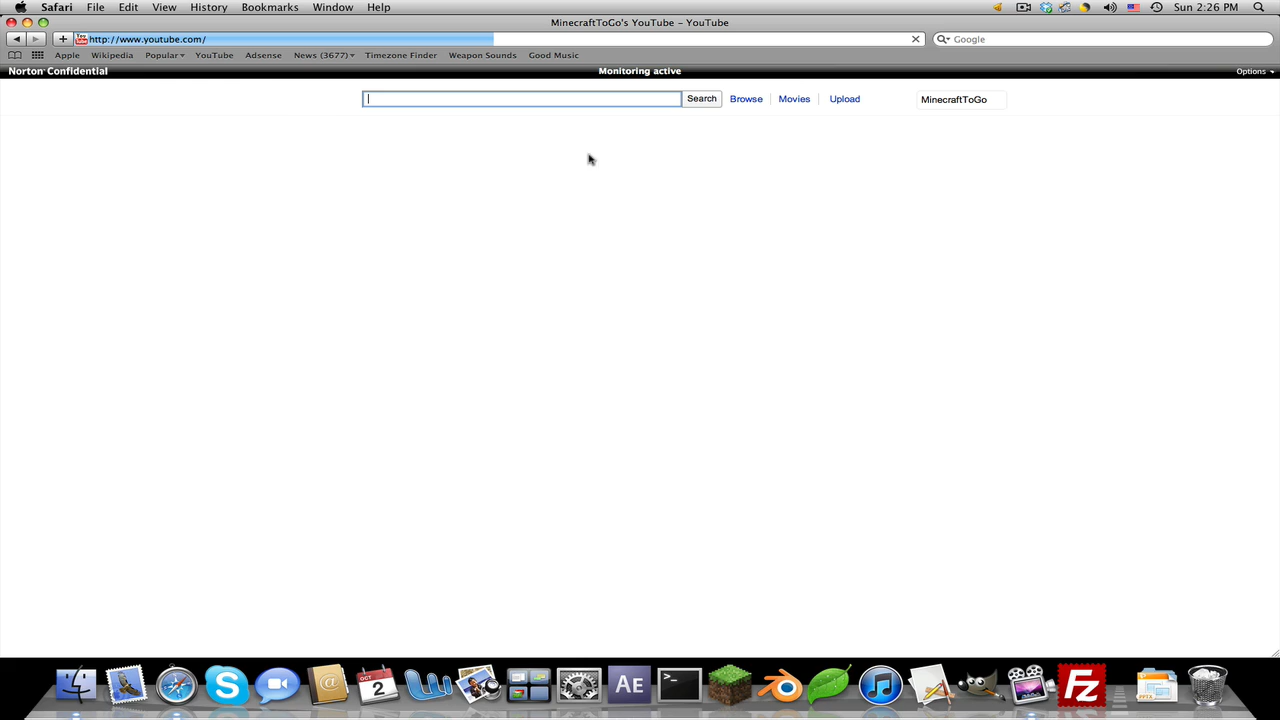 Safari File Edit View History Bookmarks Window Help Sun 2:26 PM
MinecraftToGo's YouTube – YouTube
http://www.youtube.com/ Google
Apple Wikipedia Popular YouTube Adsense News (3677) Timezone Finder Weapon Sounds Good Music
Norton Confidential Monitoring active Options
Search Browse Movies Upload MinecraftToGo
OCT
2
AE
>_
Fz
PPTX